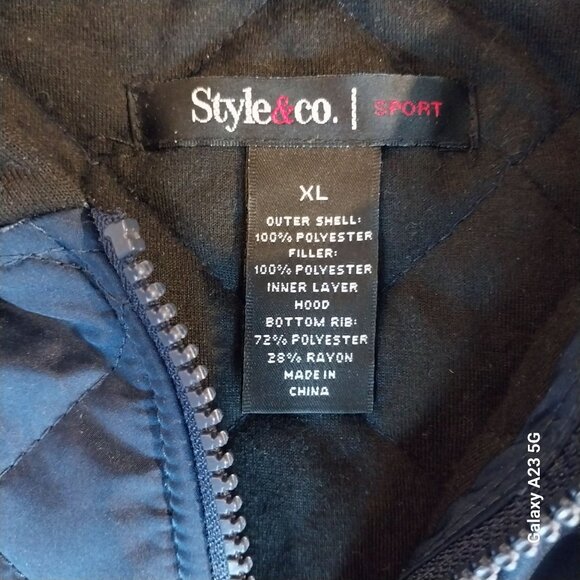 Style&co. | SPORT
XL
OUTER SHELL:
100% POLYESTER
FILLER:
100% POLYESTER
INNER LAYER
HOOD
BOTTOM RIB:
72% POLYESTER
28% RAYON
MADE IN
CHINA
Galaxy A23 5G